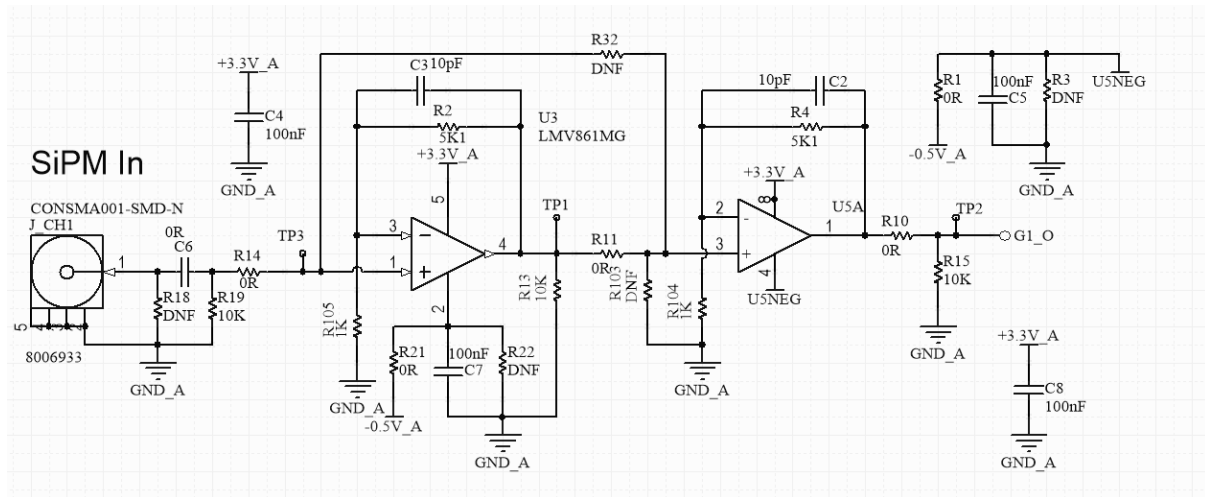 R32
DNF
C3 10pF
R2
5K1
+3.3V_A
U3
LMV861MG
+3.3V_A
C4
100nF
GND_A
10pF
C2
R4
5K1
R1
0R
100nF
C5
R3
DNF
U5NEG
-0.5V_A
GND_A
SiPM In
CONSMA001-SMD-N
J_CH1
1
5
4
3
2
8006933
0R
C6
R18
DNF
R19
10K
GND_A
R14
0R
TP3
3
1
5
4
2
R105
1K
GND_A
R21
0R
-0.5V_A
100nF
C7
R22
DNF
GND_A
TP1
R13
10K
R11
0R
R103
DNF
R104
1K
GND_A
+3.3V_A
8
U5A
2
3
1
4
U5NEG
R10
0R
TP2
G1_O
R15
10K
GND_A
+3.3V_A
C8
100nF
GND_A